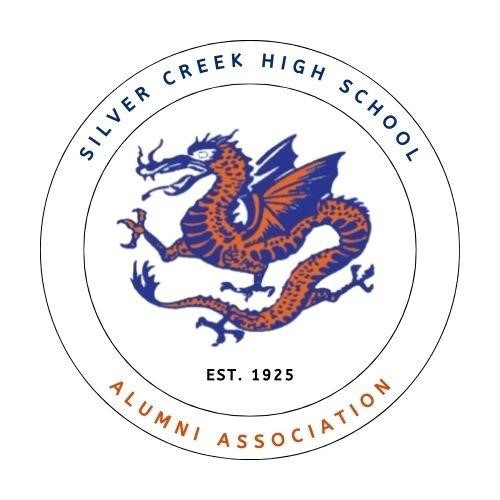 SILVER CREEK HIGH SCHOOL
EST. 1925
ALUMNI ASSOCIATION